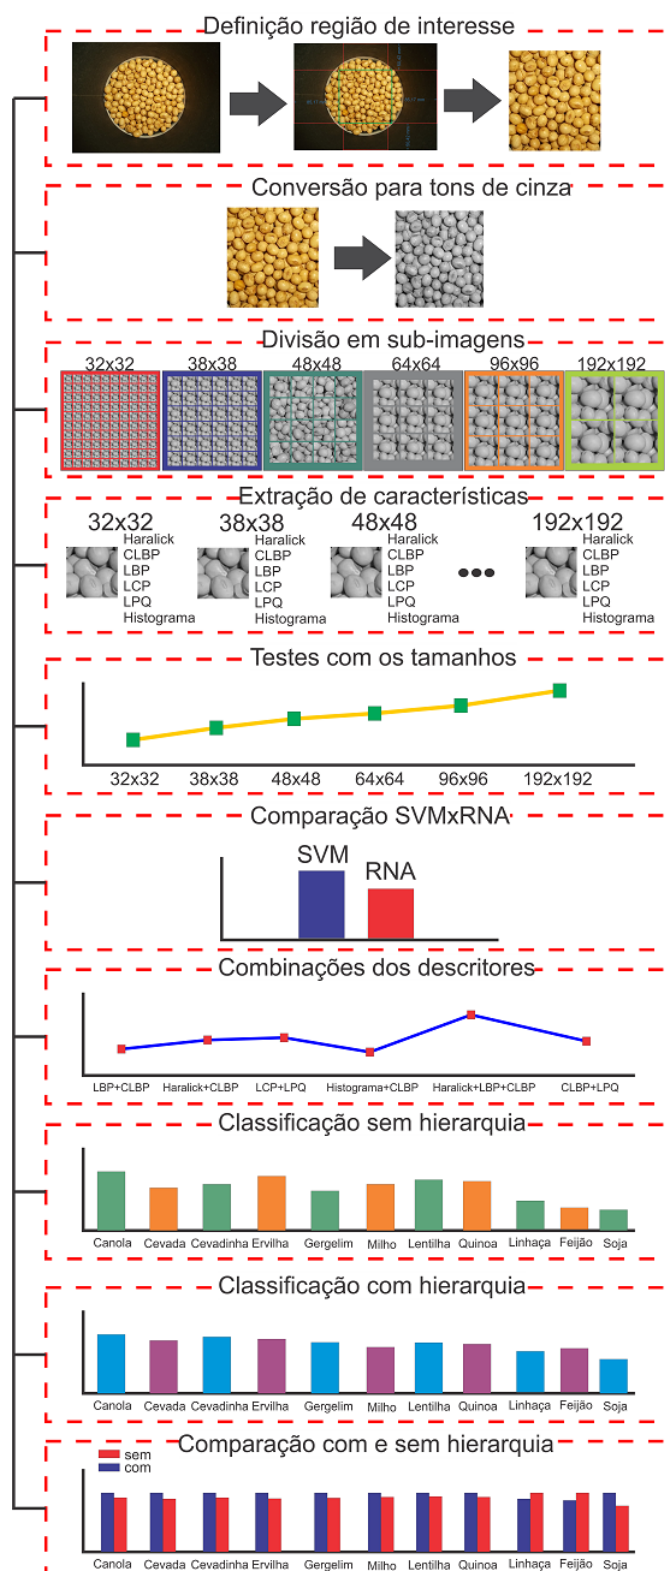 Definição região de interesse
Conversão para tons de cinza
Divisão em sub-imagens
32x32 38x38 48x48 64x64 96x96 192x192
Extração de características
32x32 38x38 48x48 192x192
Haralick Haralick Haralick Haralick
CLBP CLBP CLBP CLBP
LBP LBP LBP LBP
LCP LCP LCP LCP
LPQ LPQ LPQ LPQ
Histograma Histograma Histograma Histograma
Testes com os tamanhos
32x32 38x38 48x48 64x64 96x96 192x192
Comparação SVMxRNA
SVM
RNA
Combinações dos descritores
LBP+CLBP Haralick+CLBP LCP+LPQ Histograma+CLBP Haralick+LBP+CLBP CLBP+LPQ
Classificação sem hierarquia
Canola Cevada Cevadinha Ervilha Gergelim Milho Lentilha Quinoa Linhaça Feijão Soja
Classificação com hierarquia
Canola Cevada Cevadinha Ervilha Gergelim Milho Lentilha Quinoa Linhaça Feijão Soja
Comparação com e sem hierarquia
sem
com
Canola Cevada Cevadinha Ervilha Gergelim Milho Lentilha Quinoa Linhaça Feijão Soja